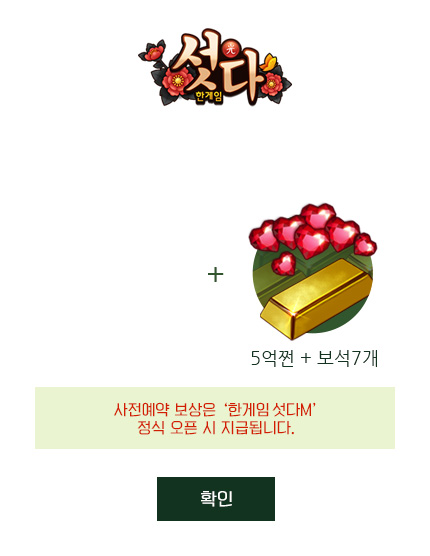 섯다
光
한게임
+
5억쩐 + 보석7개
사전예약 보상은 ‘한게임 섯다M’
정식 오픈 시 지급됩니다.
확인